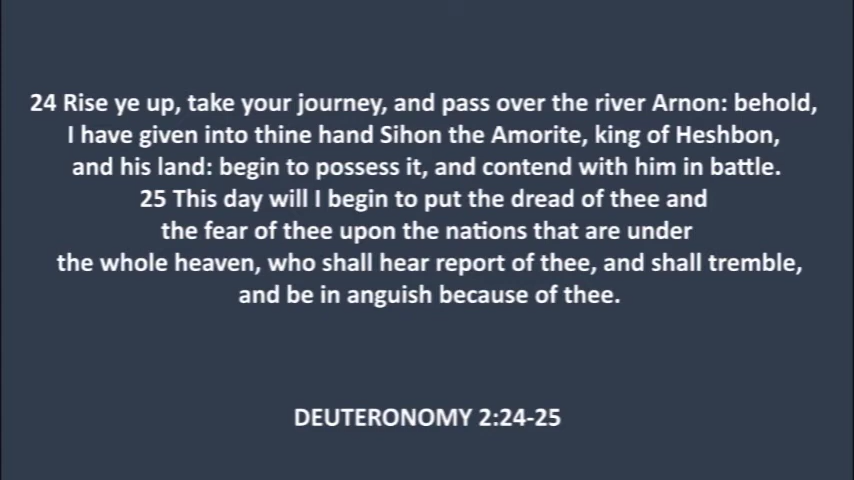 24 Rise ye up, take your journey, and pass over the river Arnon: behold,
I have given into thine hand Sihon the Amorite, king of Heshbon,
and his land: begin to possess it, and contend with him in battle.
25 This day will I begin to put the dread of thee and
the fear of thee upon the nations that are under
the whole heaven, who shall hear report of thee, and shall tremble,
and be in anguish because of thee.
DEUTERONOMY 2:24-25